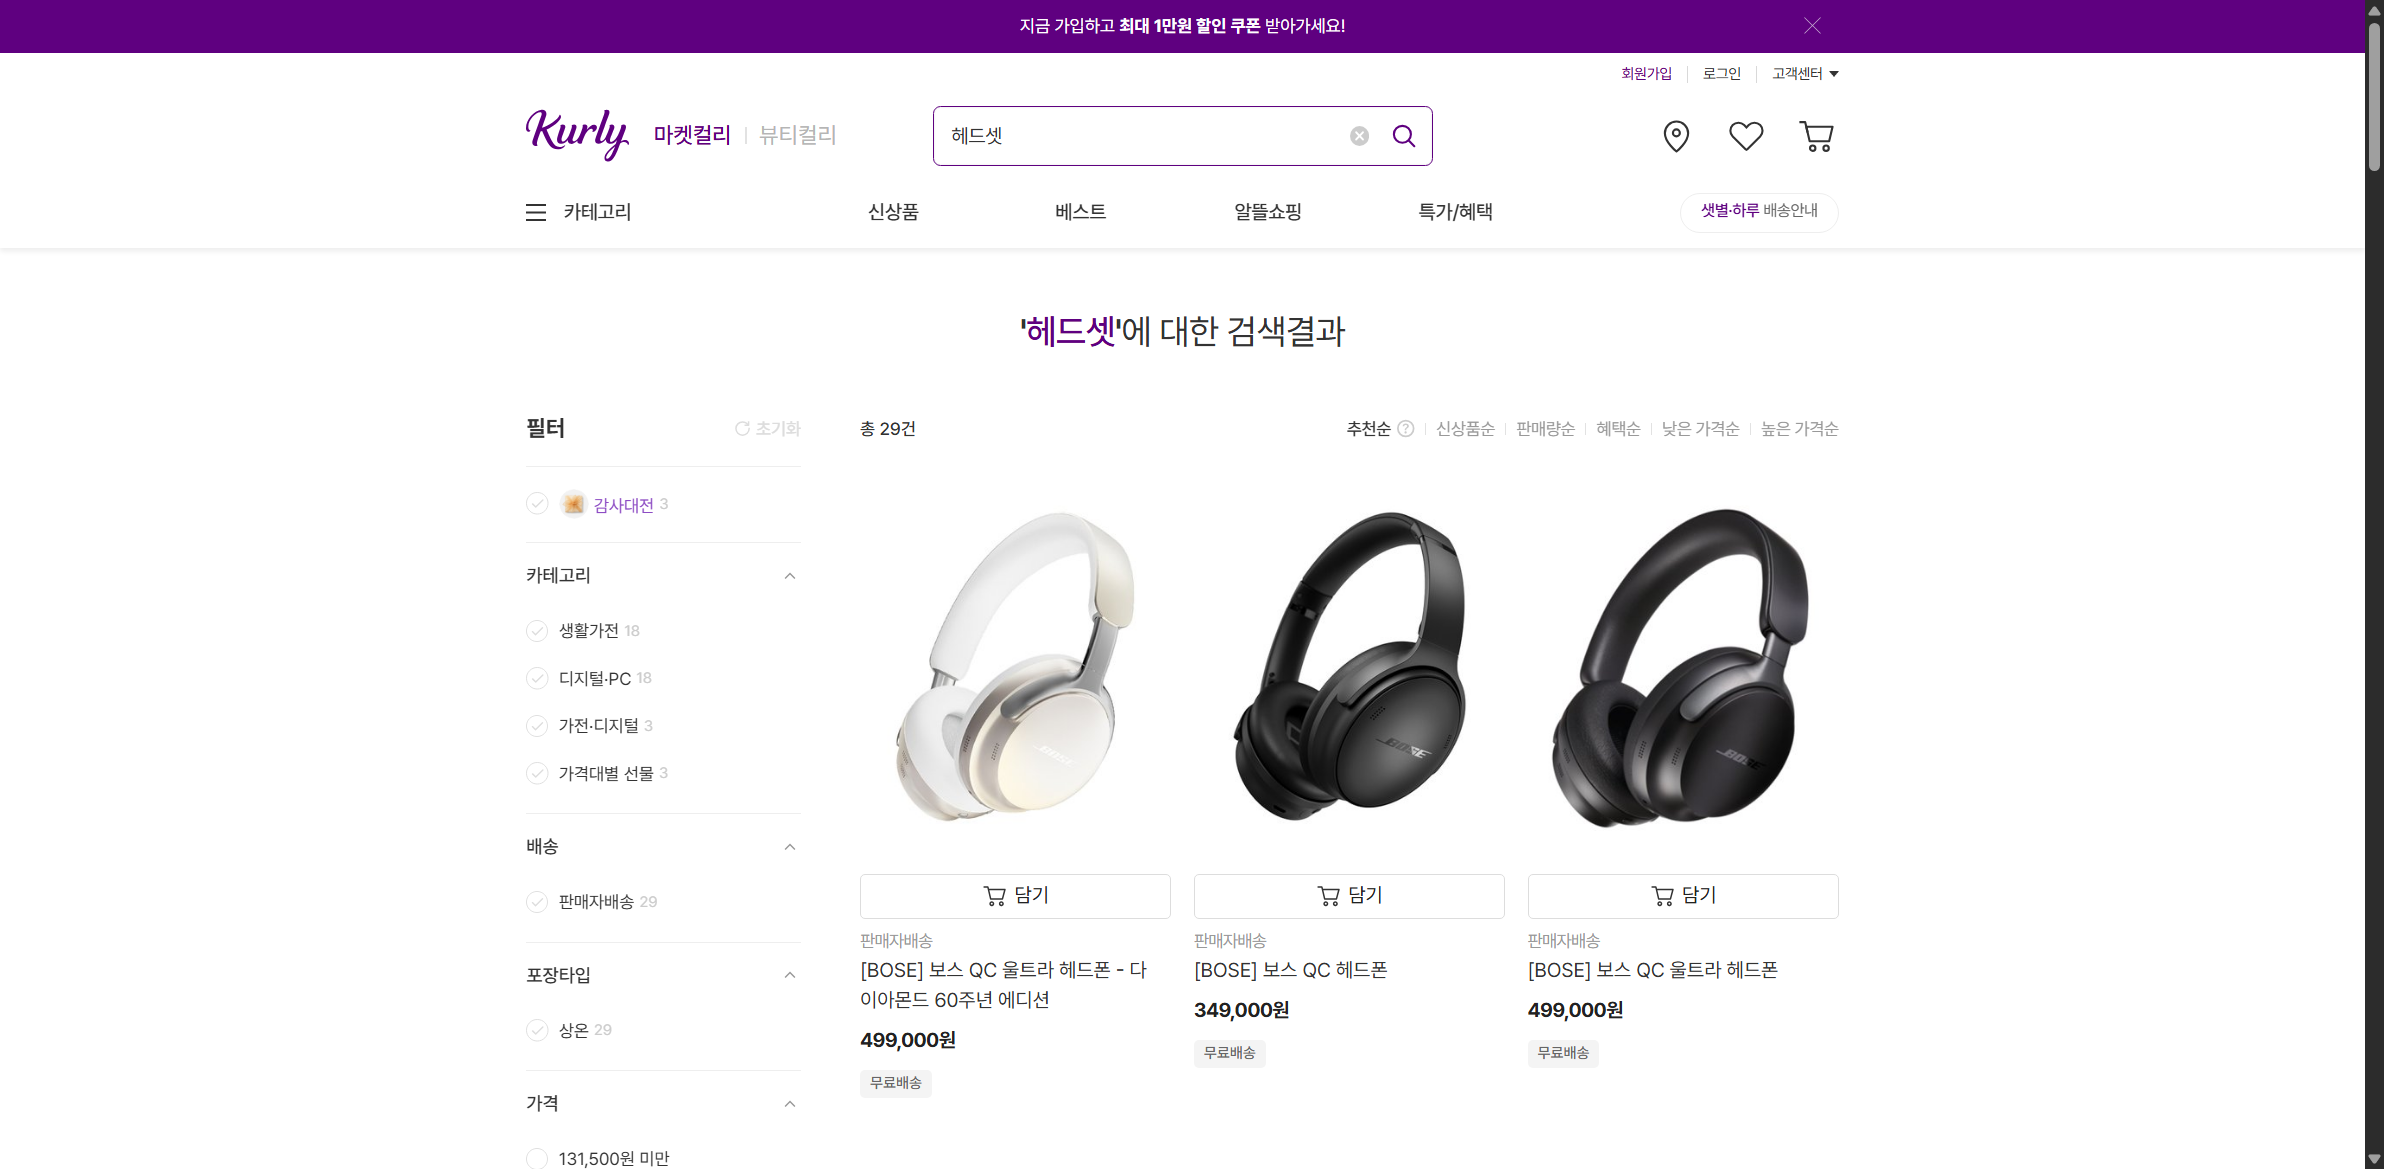 지금 가입하고 최대 1만원 할인 쿠폰 받아가세요!
회원가입
로그인
고객센터
Kurly
마켓컬리
뷰티컬리
헤드셋
카테고리
신상품
베스트
알뜰쇼핑
특가/혜택
샛별·하루 배송안내
'헤드셋'에 대한 검색결과
필터
초기화
총 29건
추천순
신상품순
판매량순
혜택순
낮은 가격순
높은 가격순
감사대전 3
카테고리
생활가전 18
디지털·PC 18
가전·디지털 3
가격대별 선물 3
배송
판매자배송 29
포장타입
상온 29
가격
131,500원 미만
BOSE
BOSE
BOSE
담기
담기
담기
판매자배송
[BOSE] 보스 QC 울트라 헤드폰 - 다
이아몬드 60주년 에디션
499,000원
무료배송
판매자배송
[BOSE] 보스 QC 헤드폰
349,000원
무료배송
판매자배송
[BOSE] 보스 QC 울트라 헤드폰
499,000원
무료배송